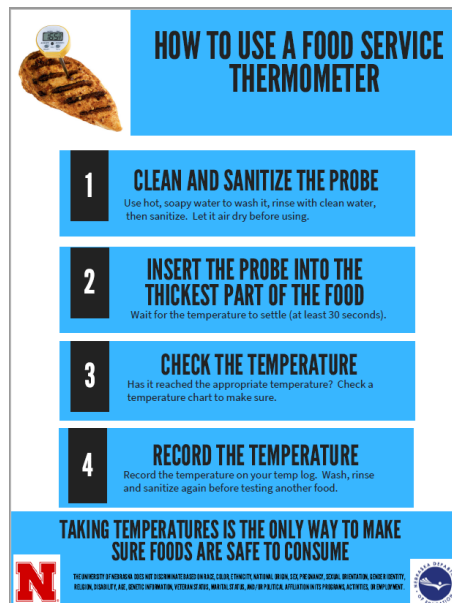 HOW TO USE A FOOD SERVICE
THERMOMETER
1
CLEAN AND SANITIZE THE PROBE
Use hot, soapy water to wash it, rinse with clean water,
then sanitize. Let it air dry before using.
2
INSERT THE PROBE INTO THE
THICKEST PART OF THE FOOD
Wait for the temperature to settle (at least 30 seconds).
3
CHECK THE TEMPERATURE
Has it reached the appropriate temperature? Check a
temperature chart to make sure.
4
RECORD THE TEMPERATURE
Record the temperature on your temp log. Wash, rinse
and sanitize again before testing another food.
TAKING TEMPERATURES IS THE ONLY WAY TO MAKE
SURE FOODS ARE SAFE TO CONSUME
THE UNIVERSITY OF NEBRASKA DOES NOT DISCRIMINATE BASED ON RACE, COLOR, ETHNICITY, NATIONAL ORIGIN, SEX, PREGNANCY, SEXUAL ORIENTATION, GENDER IDENTITY,
RELIGION, DISABILITY, AGE, GENETIC INFORMATION, VETERAN STATUS, MARITAL STATUS, AND/OR POLITICAL AFFILIATION IN ITS PROGRAMS, ACTIVITIES, OR EMPLOYMENT.
N
NEBRASKA